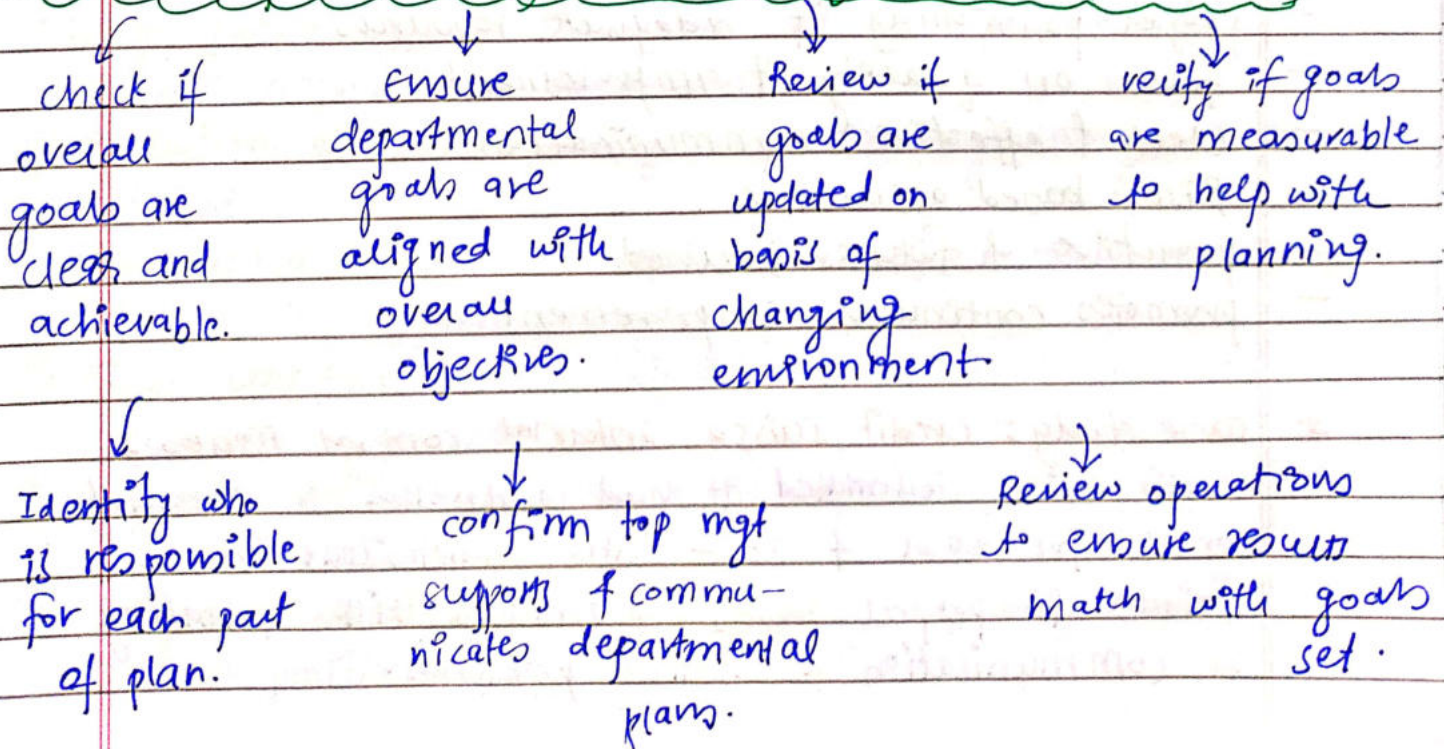 check if
overall
goals are
clear and
achievable.
Ensure
departmental
goals are
aligned with
overall
objectives.
Review if
goals are
updated on
basis of
changing
environment.
verify if goals
are measurable
to help with
planning.
Identify who
is responsible
for each part
of plan.
confirm top mgt
supports & commu-
nicates departmental
plans.
Review operations
to ensure results
match with goals
set.